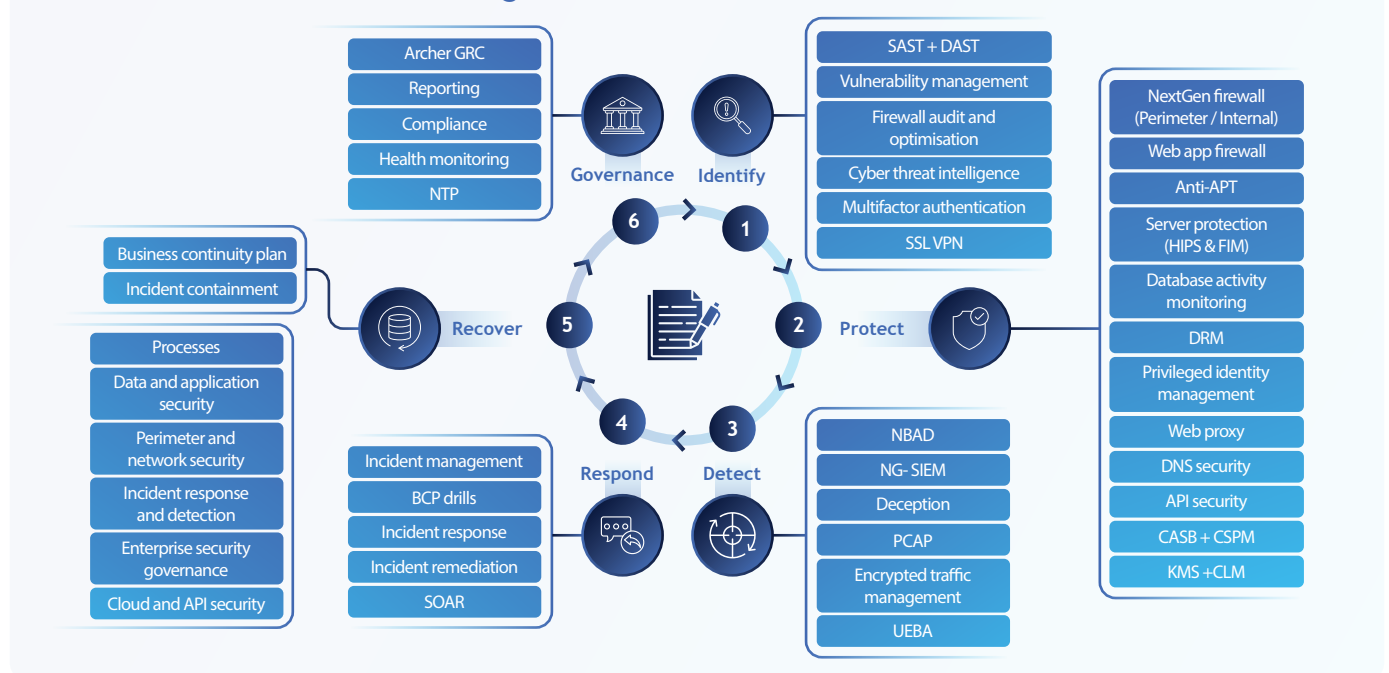 Archer GRC
Reporting
Compliance
Health monitoring
NTP
Governance
Identify
SAST + DAST
Vulnerability management
Firewall audit and
optimisation
Cyber threat intelligence
Multifactor authentication
SSL VPN
NextGen firewall
(Perimeter / Internal)
Web app firewall
Anti-APT
Server protection
(HIPS & FIM)
Database activity
monitoring
DRM
Privileged identity
management
Web proxy
DNS security
API security
CASB + CSPM
KMS +CLM
Business continuity plan
Incident containment
Recover
6
1
5
2
4
3
Protect
Processes
Data and application
security
Perimeter and
network security
Incident response
and detection
Enterprise security
governance
Cloud and API security
Incident management
BCP drills
Incident response
Incident remediation
SOAR
Respond
Detect
NBAD
NG- SIEM
Deception
PCAP
Encrypted traffic
management
UEBA